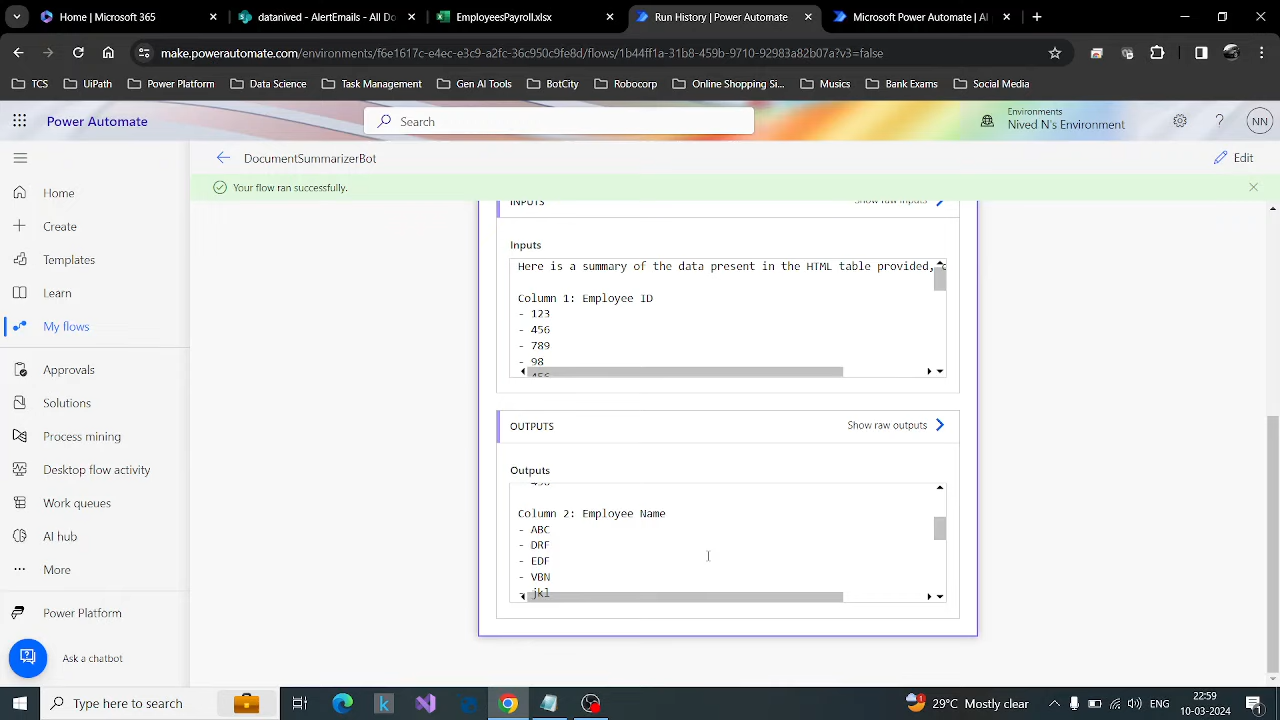 Home | Microsoft 365
datanived - AlertEmails - All Do
EmployeesPayroll.xlsx
Run History | Power Automate
Microsoft Power Automate | AI
make.powerautomate.com/environments/f6e1617c-e4ec-e3c9-a2fc-36c950c9fe8d/flows/1b44ff1a-31b8-459b-9710-92983a82b07a?v3=false
TCS
UiPath
Power Platform
Data Science
Task Management
Gen AI Tools
BotCity
Robocorp
Online Shopping Si...
Musics
Bank Exams
Social Media
Power Automate
Search
Environments
Nived N's Environment
NN
DocumentSummarizerBot
Edit
Your flow ran successfully.
Home
Create
Templates
Learn
My flows
Approvals
Solutions
Process mining
Desktop flow activity
Work queues
AI hub
More
Power Platform
Ask a chatbot
INPUTS
Show raw inputs
Inputs
Here is a summary of the data present in the HTML table provided,
Column 1: Employee ID
- 123
- 456
- 789
- 98
456
OUTPUTS
Show raw outputs
Outputs
Column 2: Employee Name
- ABC
- DRF
- EDF
- VBN
jkl
Type here to search
1
29°C Mostly clear
ENG
22:59
10-03-2024